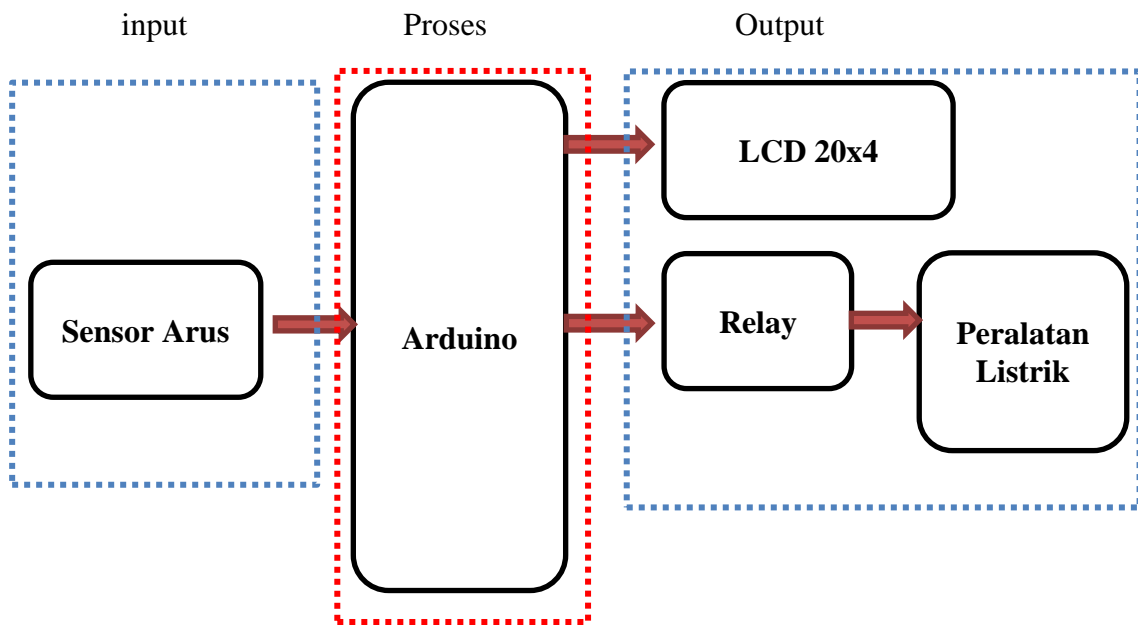 input
Proses
Output
Sensor Arus
Arduino
LCD 20x4
Relay
Peralatan
Listrik